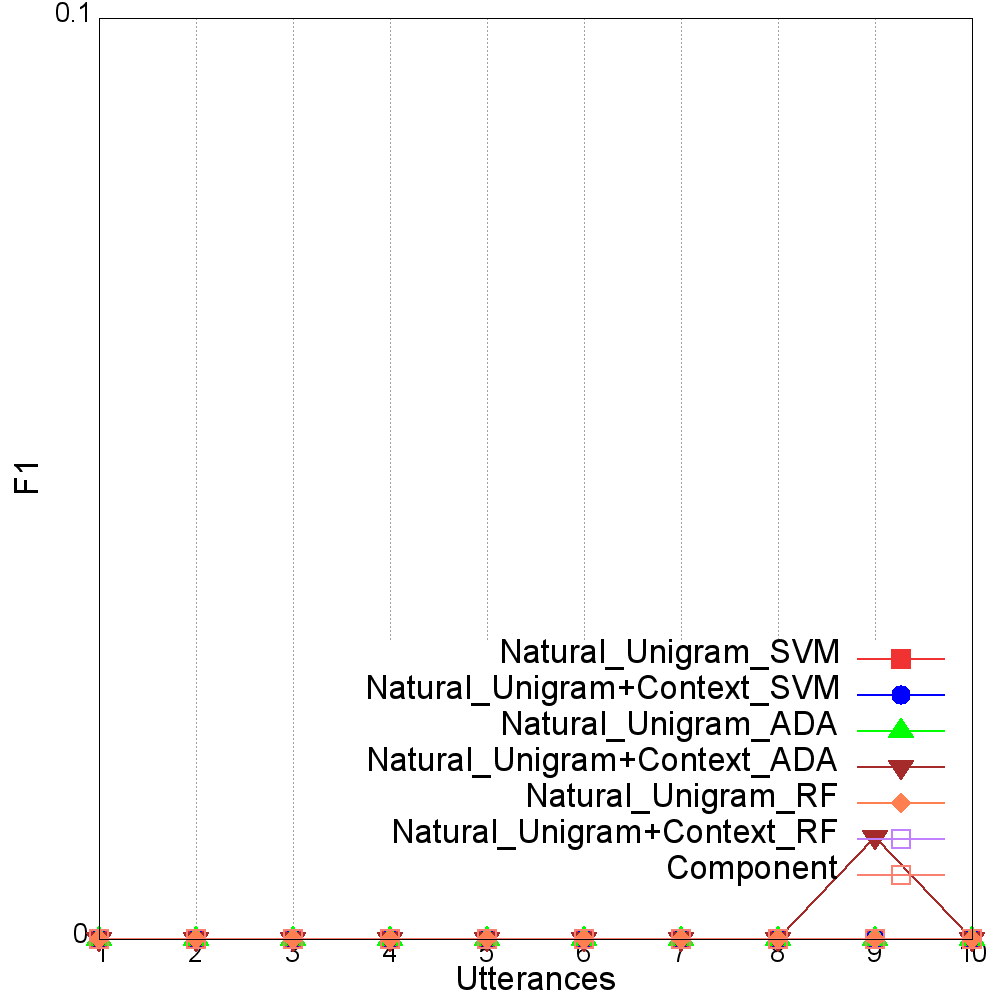 0.1
F1
Natural_Unigram_SVM
Natural_Unigram+Context_SVM
Natural_Unigram_ADA
Natural_Unigram+Context_ADA
Natural_Unigram_RF
Natural_Unigram+Context_RF
Component
0
1 2 3 4 5 6 7 8 9 10
Utterances